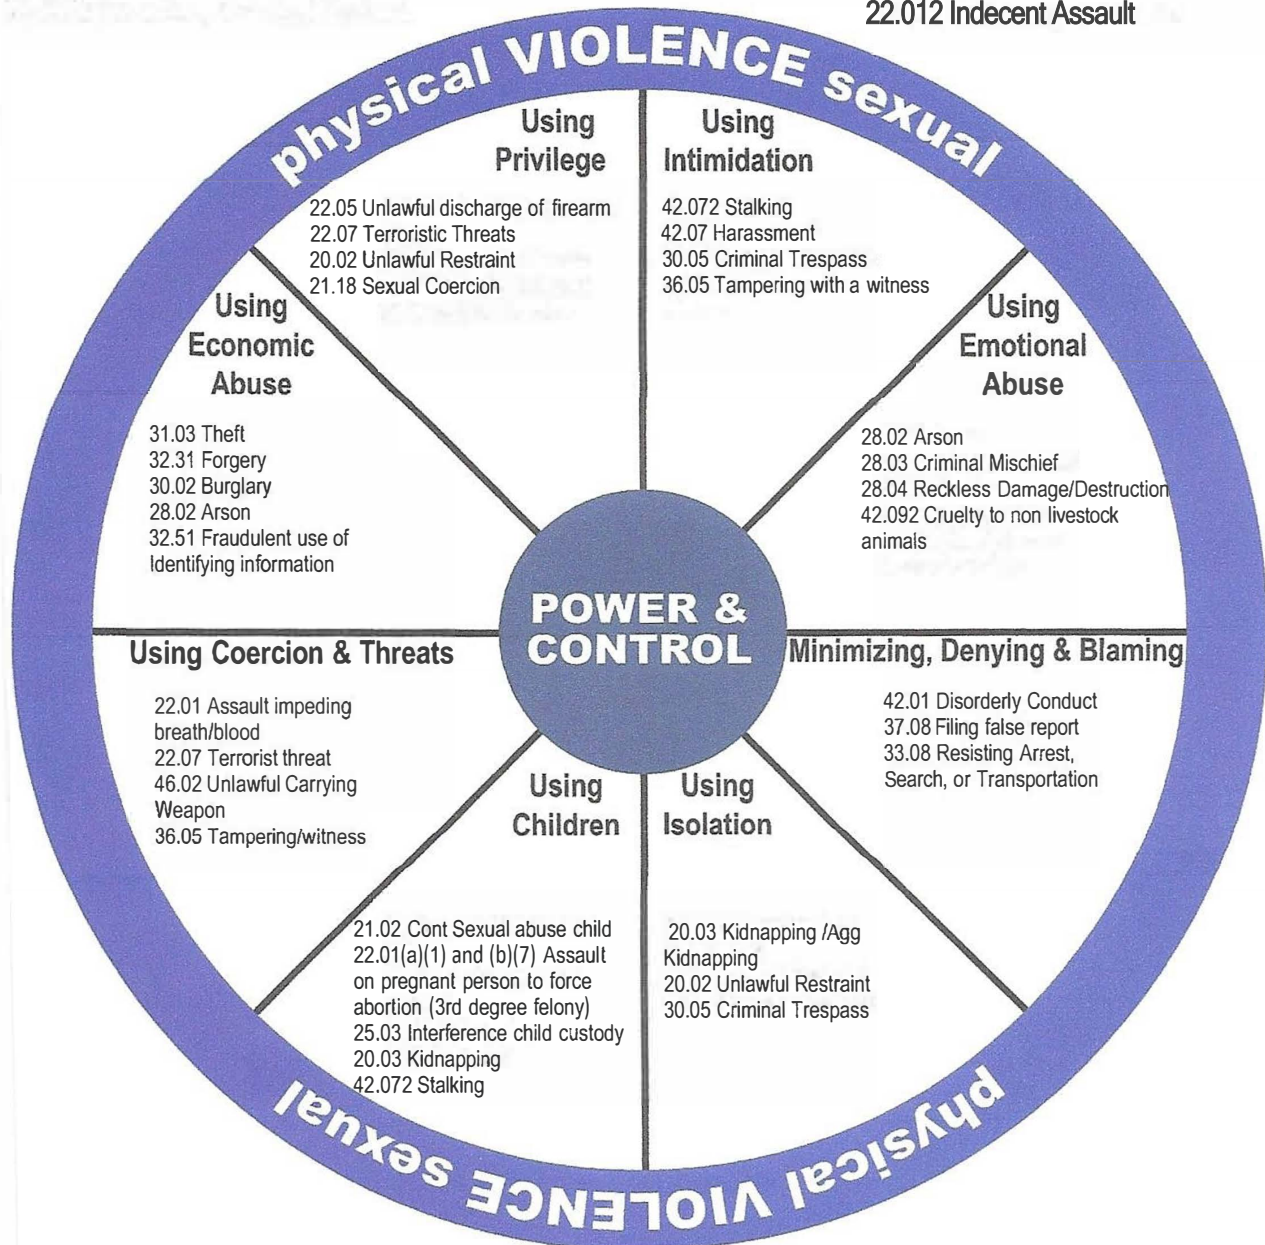 22.012 Indecent Assault
physical VIOLENCE sexual
Using
Privilege
22.05 Unlawful discharge of firearm
22.07 Terroristic Threats
20.02 Unlawful Restraint
21.18 Sexual Coercion
Using
Intimidation
42.072 Stalking
42.07 Harassment
30.05 Criminal Trespass
36.05 Tampering with a witness
Using
Economic
Abuse
31.03 Theft
32.31 Forgery
30.02 Burglary
28.02 Arson
32.51 Fraudulent use of
Identifying information
Using
Emotional
Abuse
28.02 Arson
28.03 Criminal Mischief
28.04 Reckless Damage/Destruction
42.092 Cruelty to non livestock
animals
POWER &
CONTROL
Using Coercion & Threats
22.01 Assault impeding
breath/blood
22.07 Terrorist threat
46.02 Unlawful Carrying
Weapon
36.05 Tampering/witness
Minimizing, Denying & Blaming
42.01 Disorderly Conduct
37.08 Filing false report
33.08 Resisting Arrest,
Search, or Transportation
Using
Children
21.02 Cont Sexual abuse child
22.01(a)(1) and (b)(7) Assault
on pregnant person to force
abortion (3rd degree felony)
25.03 Interference child custody
20.03 Kidnapping
42.072 Stalking
Using
Isolation
20.03 Kidnapping /Agg
Kidnapping
20.02 Unlawful Restraint
30.05 Criminal Trespass
physical VIOLENCE sexual